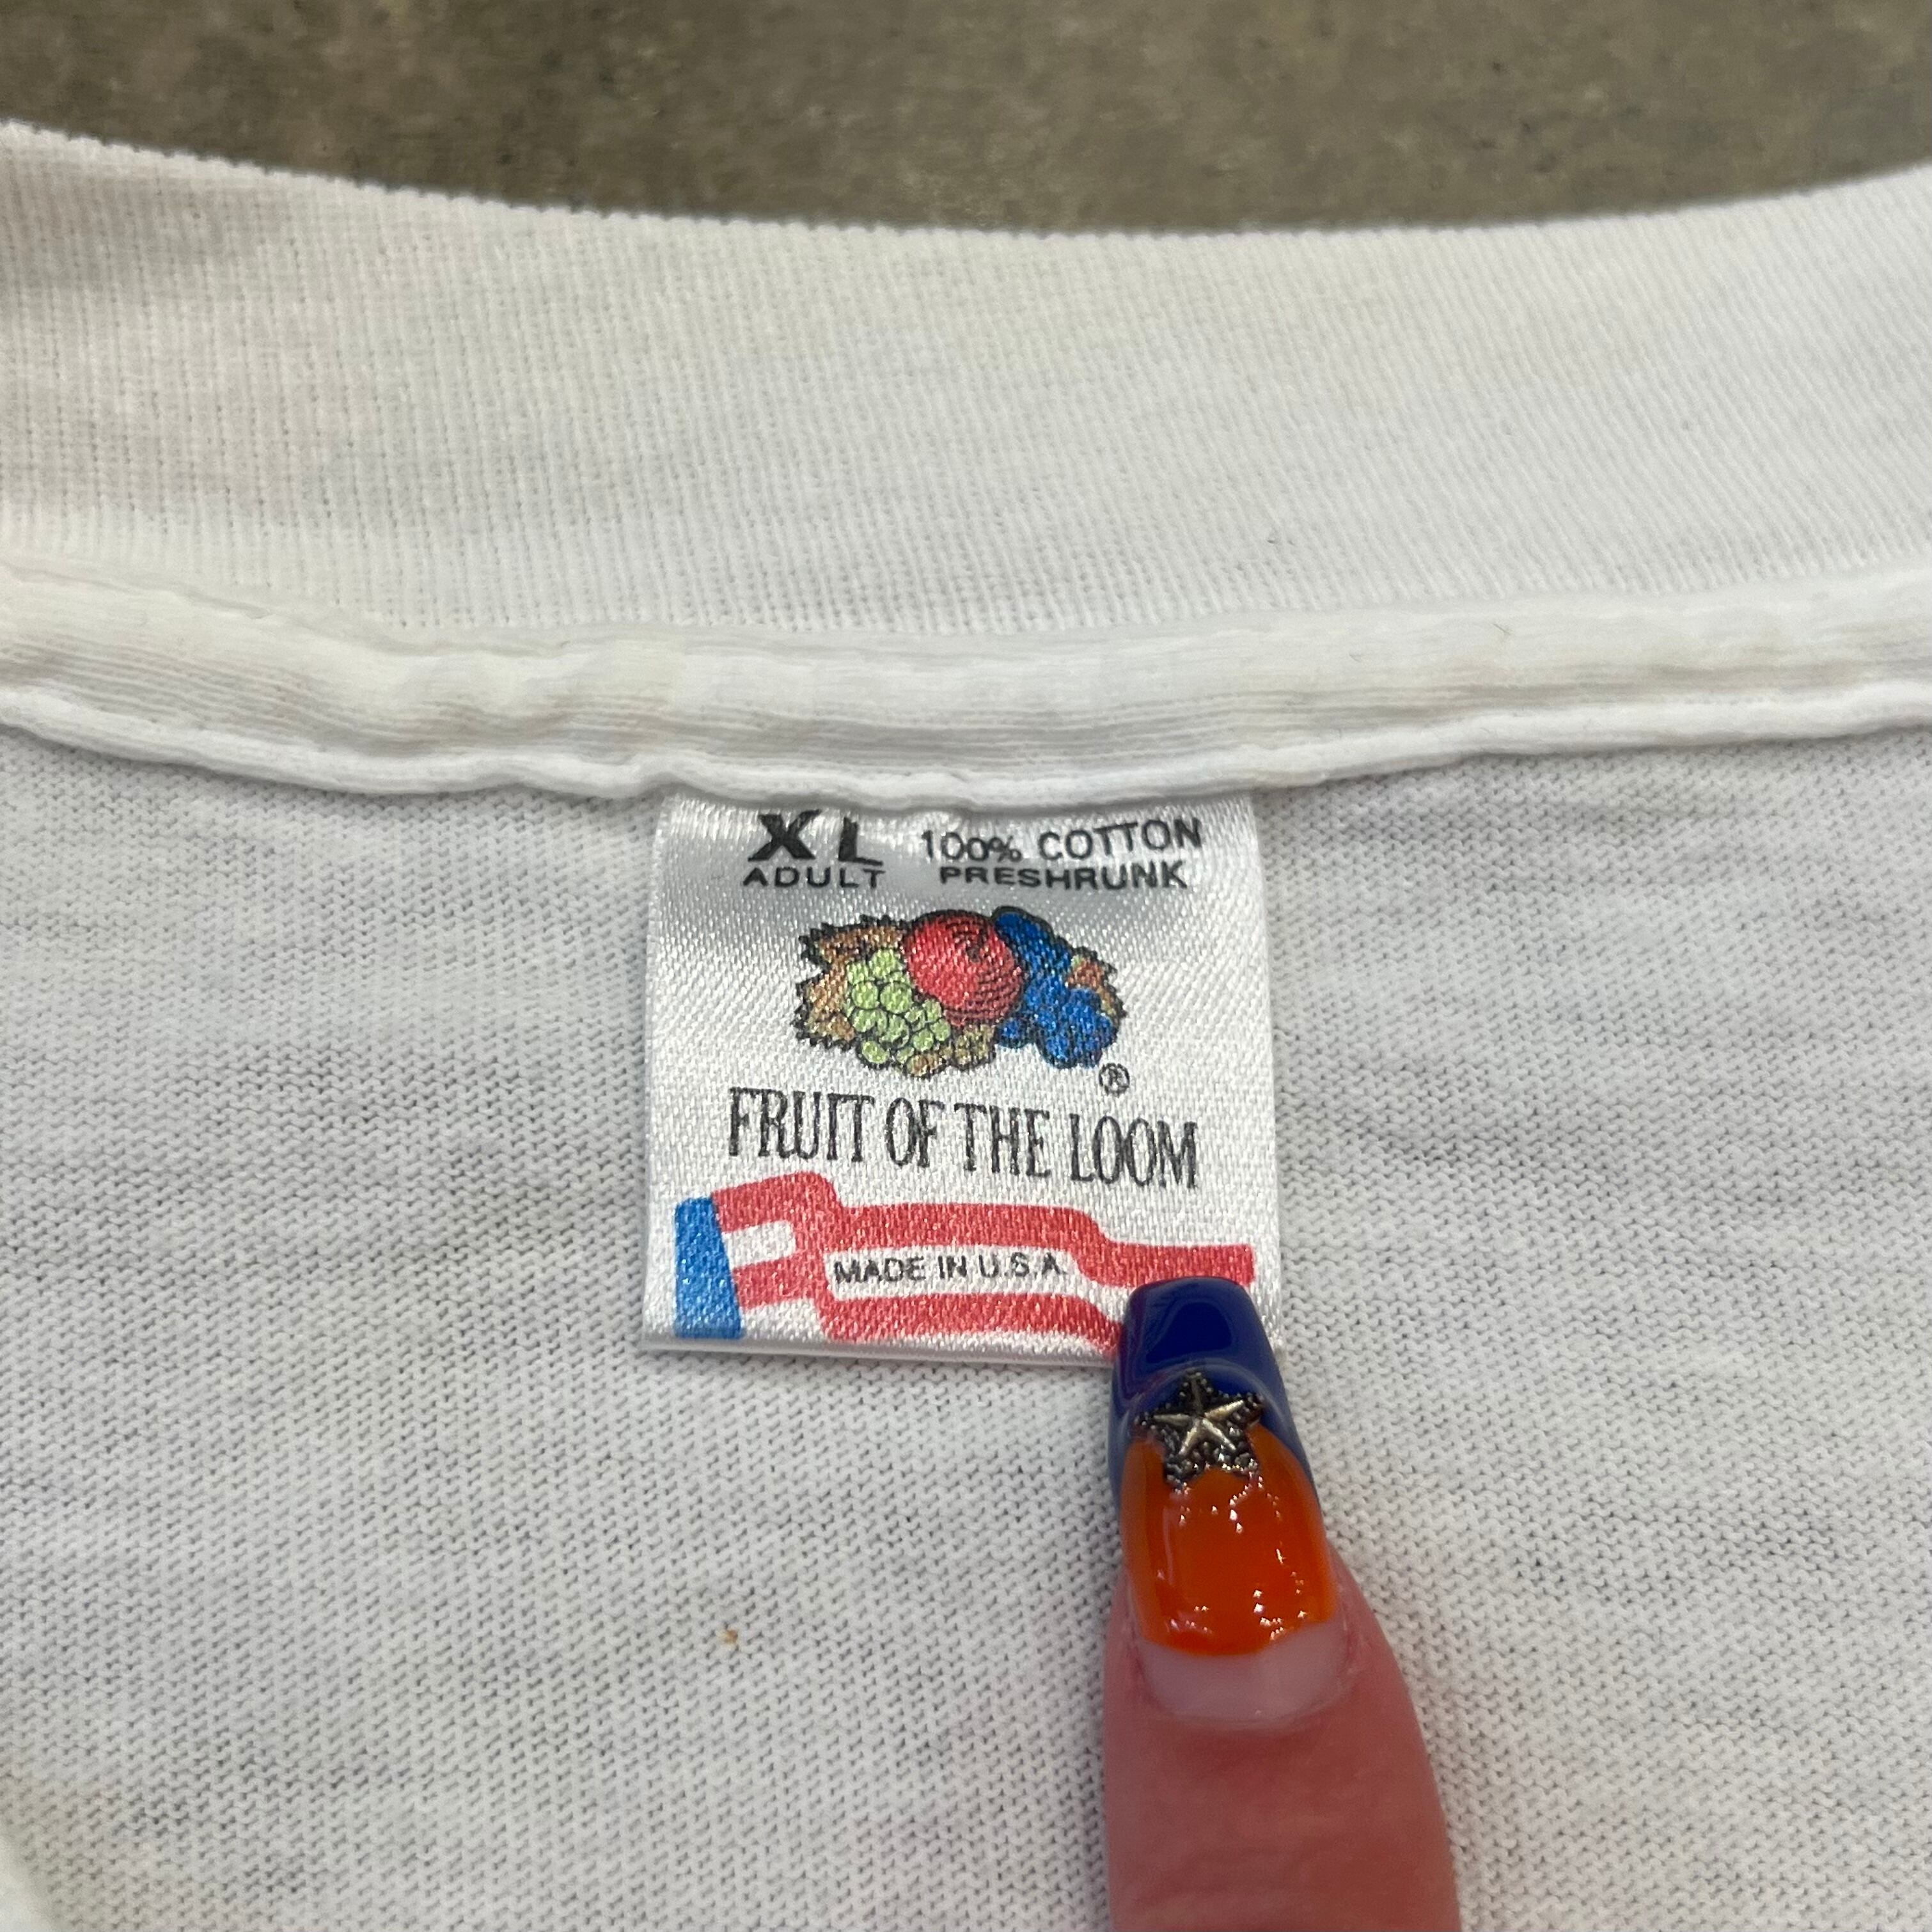 XL 100% COTTON
ADULT PRESHRUNK
®
FRUIT OF THE LOOM
MADE IN U.S.A.